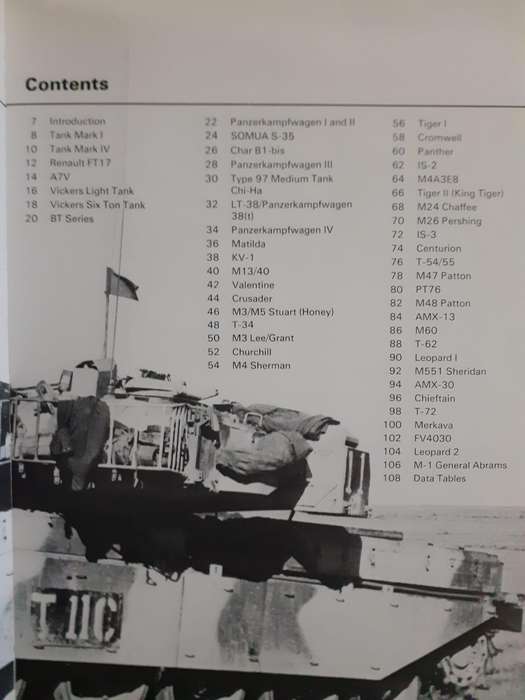 Contents
7 Introduction
8 Tank Mark I
10 Tank Mark IV
12 Renault FT17
14 A7V
16 Vickers Light Tank
18 Vickers Six Ton Tank
20 BT Series
22 Panzerkampfwagen I and II
24 SOMUA S-35
26 Char B1-bis
28 Panzerkampfwagen III
30 Type 97 Medium Tank
Chi-Ha
32 LT-38/Panzerkampfwagen
38(t)
34 Panzerkampfwagen IV
36 Matilda
38 KV-1
40 M13/40
42 Valentine
44 Crusader
46 M3/M5 Stuart (Honey)
48 T-34
50 M3 Lee/Grant
52 Churchill
54 M4 Sherman
56 Tiger I
58 Cromwell
60 Panther
62 IS-2
64 M4A3E8
66 Tiger II (King Tiger)
68 M24 Chaffee
70 M26 Pershing
72 IS-3
74 Centurion
76 T-54/55
78 M47 Patton
80 PT76
82 M48 Patton
84 AMX-13
86 M60
88 T-62
90 Leopard I
92 M551 Sheridan
94 AMX-30
96 Chieftain
98 T-72
100 Merkava
102 FV4030
104 Leopard 2
106 M-1 General Abrams
108 Data Tables
T 11C